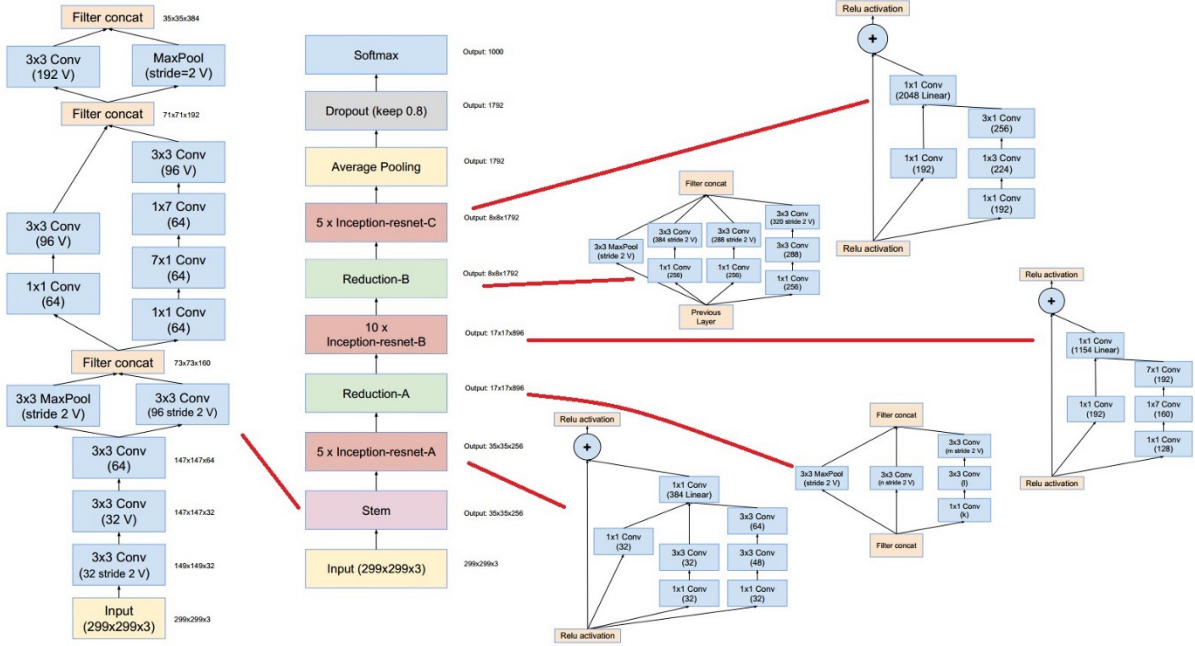 Filter concat
35x35x384
3x3 Conv
(192 V)
MaxPool
(stride=2 V)
Filter concat
71x71x192
3x3 Conv
(96 V)
1x7 Conv
(64)
3x3 Conv
(96 V)
7x1 Conv
(64)
1x1 Conv
(64)
1x1 Conv
(64)
Filter concat
73x73x160
3x3 MaxPool
(stride 2 V)
3x3 Conv
(96 stride 2 V)
3x3 Conv
(64)
147x147x64
3x3 Conv
(32 V)
147x147x32
3x3 Conv
(32 stride 2 V)
149x149x32
Input
(299x299x3)
299x299x3
Softmax
Output: 1000
Dropout (keep 0.8)
Output: 1792
Average Pooling
Output: 1792
5 x Inception-resnet-C
Output: 8x8x1792
Reduction-B
Output: 8x8x1792
10 x
Inception-resnet-B
Output: 17x17x896
Reduction-A
Output: 17x17x896
5 x Inception-resnet-A
Output: 35x35x256
Stem
Output: 35x35x256
Input (299x299x3)
299x299x3
Relu activation
+
1x1 Conv
(2048 Linear)
3x1 Conv
(256)
1x1 Conv
(192)
1x3 Conv
(224)
1x1 Conv
(192)
Relu activation
Filter concat
3x3 MaxPool
(stride 2 V)
3x3 Conv
(384 stride 2 V)
3x3 Conv
(288 stride 2 V)
3x3 Conv
(320 stride 2 V)
3x3 Conv
(288)
1x1 Conv
(256)
1x1 Conv
(256)
1x1 Conv
(256)
Previous
Layer
Relu activation
+
1x1 Conv
(1154 Linear)
7x1 Conv
(192)
1x1 Conv
(192)
1x7 Conv
(160)
1x1 Conv
(128)
Relu activation
Filter concat
3x3 MaxPool
(stride 2 V)
3x3 Conv
(n stride 2 V)
3x3 Conv
(m stride 2 V)
3x3 Conv
(l)
1x1 Conv
(k)
Filter concat
Relu activation
+
1x1 Conv
(384 Linear)
1x1 Conv
(32)
3x3 Conv
(64)
3x3 Conv
(32)
3x3 Conv
(48)
1x1 Conv
(32)
1x1 Conv
(32)
Relu activation